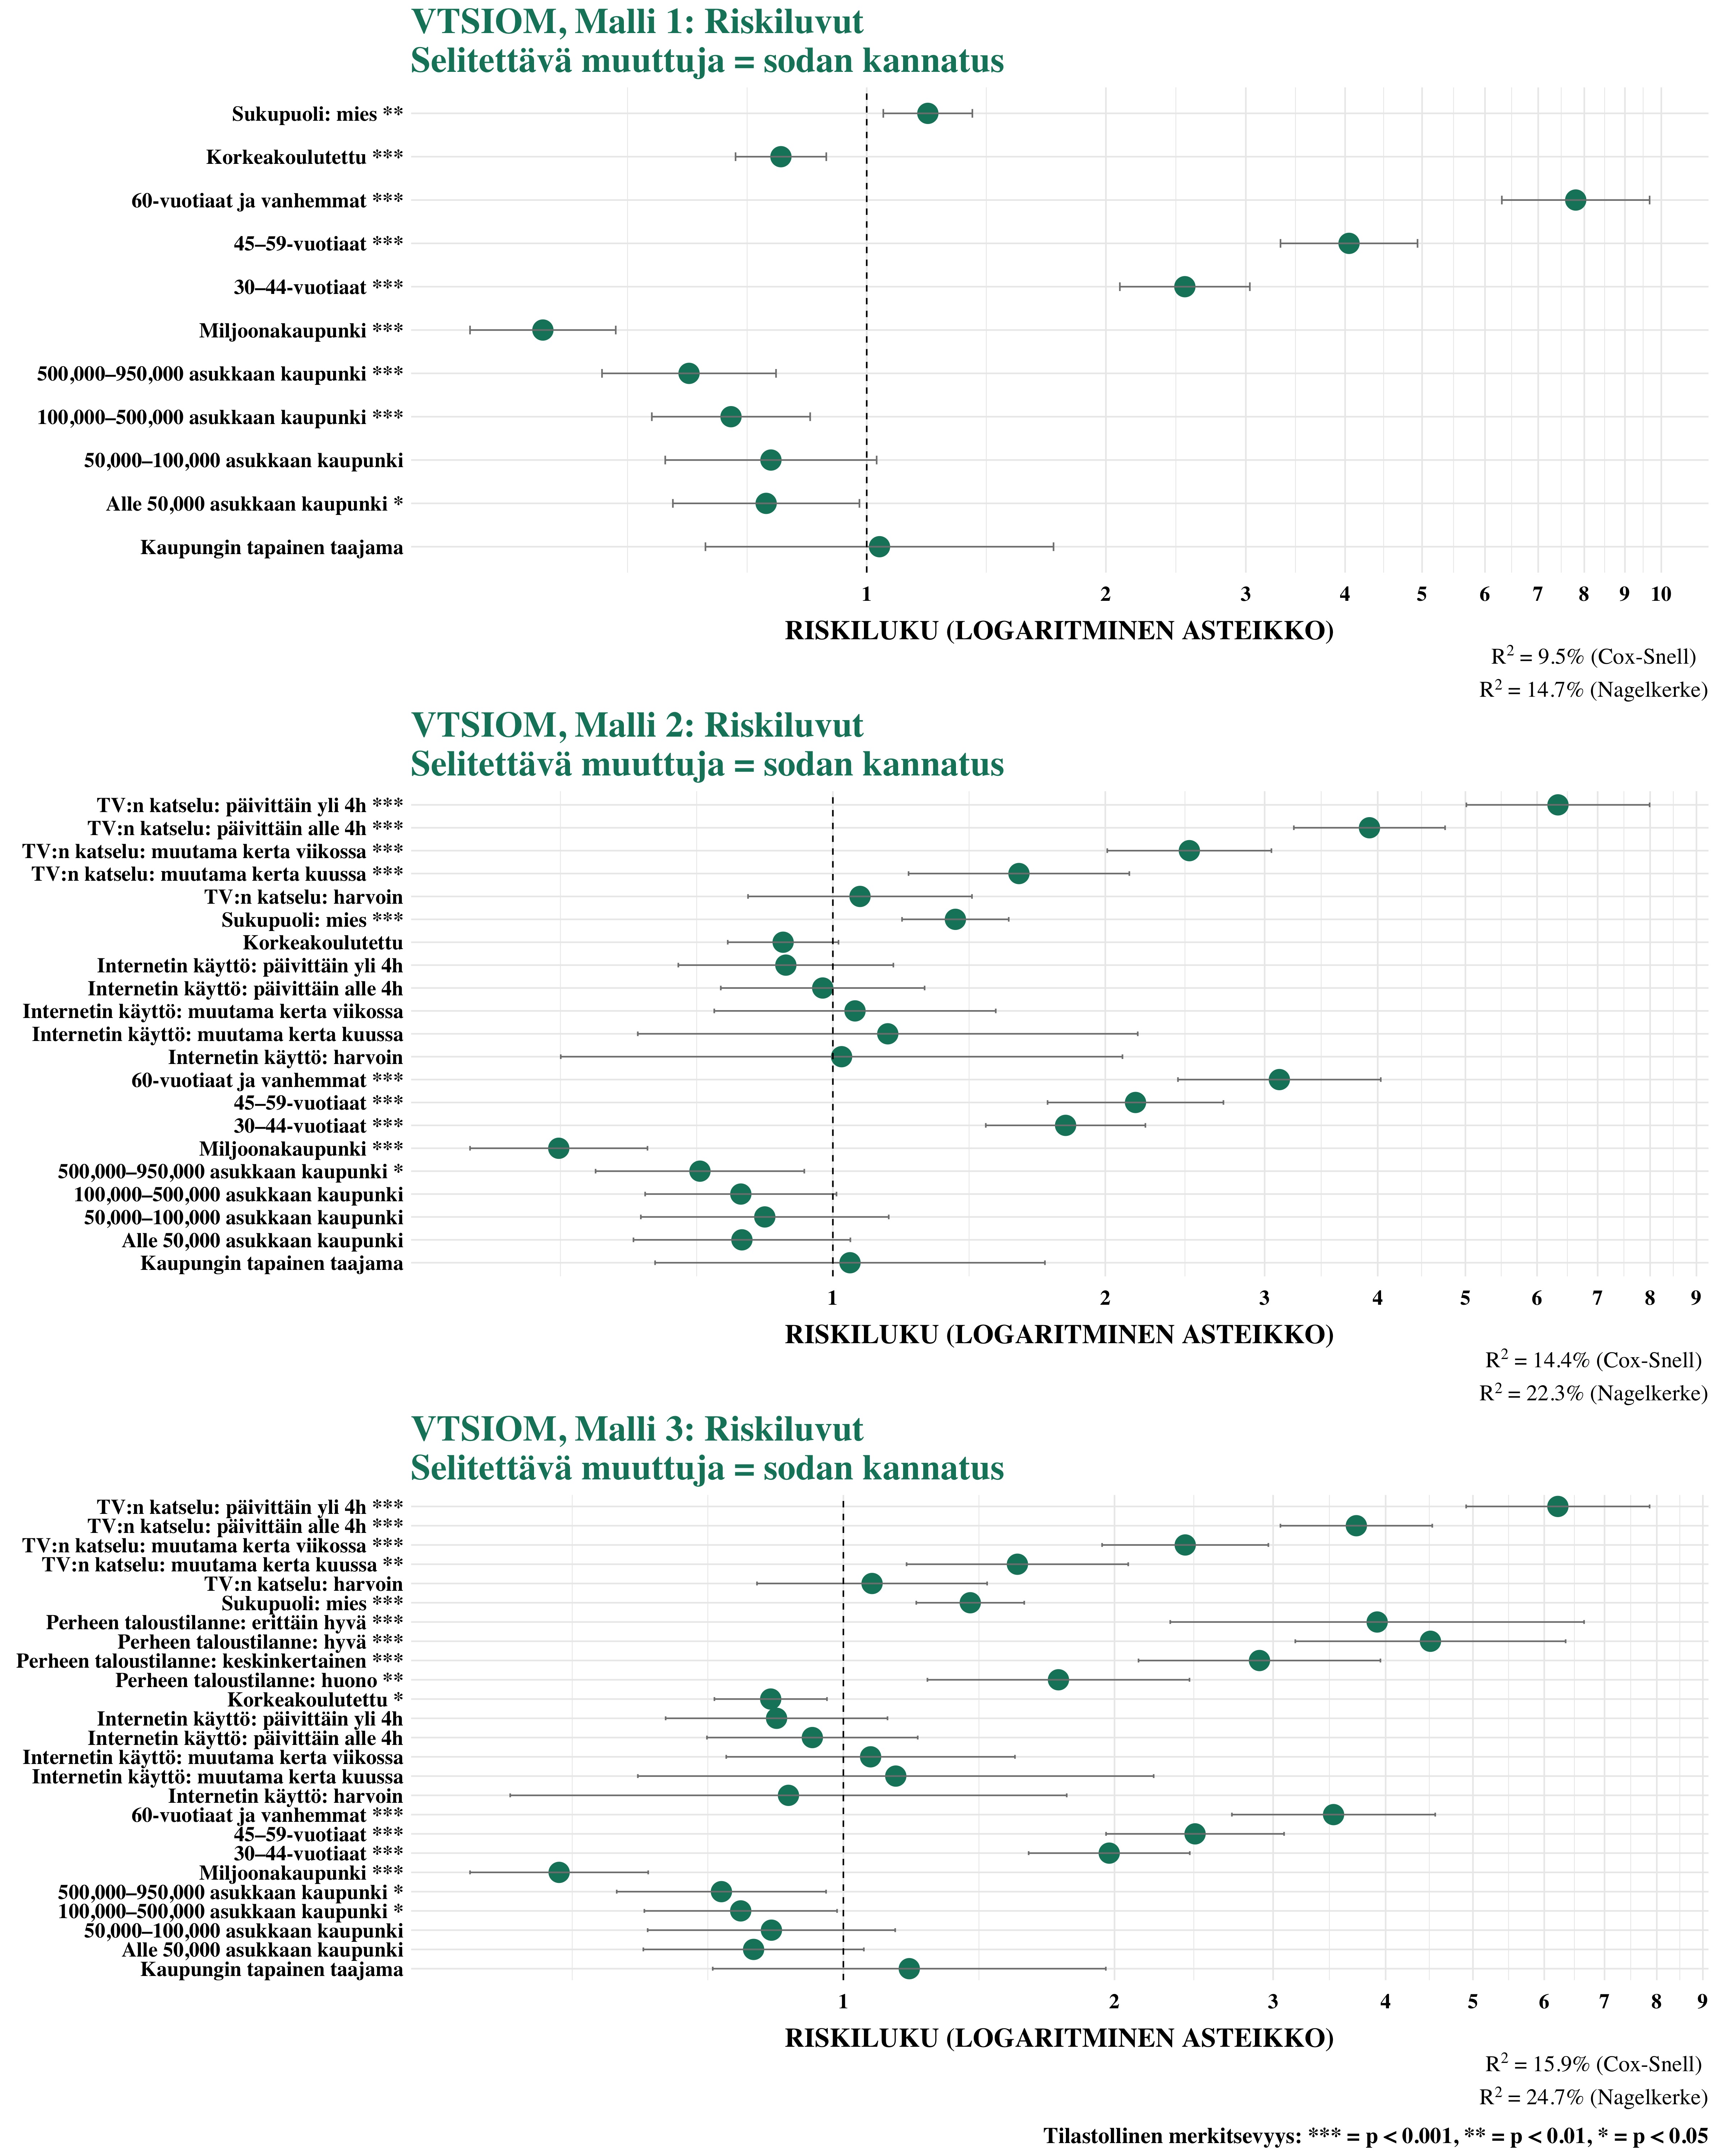 VTSIOM, Malli 1: Riskiluvut
Selitettävä muuttuja = sodan kannatus
Sukupuoli: mies **
Korkeakoulutettu ***
60-vuotiaat ja vanhemmat ***
45–59-vuotiaat ***
30–44-vuotiaat ***
Miljoonakaupunki ***
500,000–950,000 asukkaan kaupunki ***
100,000–500,000 asukkaan kaupunki ***
50,000–100,000 asukkaan kaupunki
Alle 50,000 asukkaan kaupunki *
Kaupungin tapainen taajama
1 2 3 4 5 6 7 8 9 10
RISKILUKU (LOGARITMINEN ASTEIKKO)
R² = 9.5% (Cox-Snell)
R² = 14.7% (Nagelkerke)
VTSIOM, Malli 2: Riskiluvut
Selitettävä muuttuja = sodan kannatus
TV:n katselu: päivittäin yli 4h ***
TV:n katselu: päivittäin alle 4h ***
TV:n katselu: muutama kerta viikossa ***
TV:n katselu: muutama kerta kuussa ***
TV:n katselu: harvoin
Sukupuoli: mies ***
Korkeakoulutettu
Internetin käyttö: päivittäin yli 4h
Internetin käyttö: päivittäin alle 4h
Internetin käyttö: muutama kerta viikossa
Internetin käyttö: muutama kerta kuussa
Internetin käyttö: harvoin
60-vuotiaat ja vanhemmat ***
45–59-vuotiaat ***
30–44-vuotiaat ***
Miljoonakaupunki ***
500,000–950,000 asukkaan kaupunki *
100,000–500,000 asukkaan kaupunki
50,000–100,000 asukkaan kaupunki
Alle 50,000 asukkaan kaupunki
Kaupungin tapainen taajama
1 2 3 4 5 6 7 8 9
RISKILUKU (LOGARITMINEN ASTEIKKO)
R² = 14.4% (Cox-Snell)
R² = 22.3% (Nagelkerke)
VTSIOM, Malli 3: Riskiluvut
Selitettävä muuttuja = sodan kannatus
TV:n katselu: päivittäin yli 4h ***
TV:n katselu: päivittäin alle 4h ***
TV:n katselu: muutama kerta viikossa ***
TV:n katselu: muutama kerta kuussa **
TV:n katselu: harvoin
Sukupuoli: mies ***
Perheen taloustilanne: erittäin hyvä ***
Perheen taloustilanne: hyvä ***
Perheen taloustilanne: keskinkertainen ***
Perheen taloustilanne: huono **
Korkeakoulutettu *
Internetin käyttö: päivittäin yli 4h
Internetin käyttö: päivittäin alle 4h
Internetin käyttö: muutama kerta viikossa
Internetin käyttö: muutama kerta kuussa
Internetin käyttö: harvoin
60-vuotiaat ja vanhemmat ***
45–59-vuotiaat ***
30–44-vuotiaat ***
Miljoonakaupunki ***
500,000–950,000 asukkaan kaupunki *
100,000–500,000 asukkaan kaupunki *
50,000–100,000 asukkaan kaupunki
Alle 50,000 asukkaan kaupunki
Kaupungin tapainen taajama
1 2 3 4 5 6 7 8 9
RISKILUKU (LOGARITMINEN ASTEIKKO)
R² = 15.9% (Cox-Snell)
R² = 24.7% (Nagelkerke)
Tilastollinen merkitsevyys: *** = p < 0.001, ** = p < 0.01, * = p < 0.05